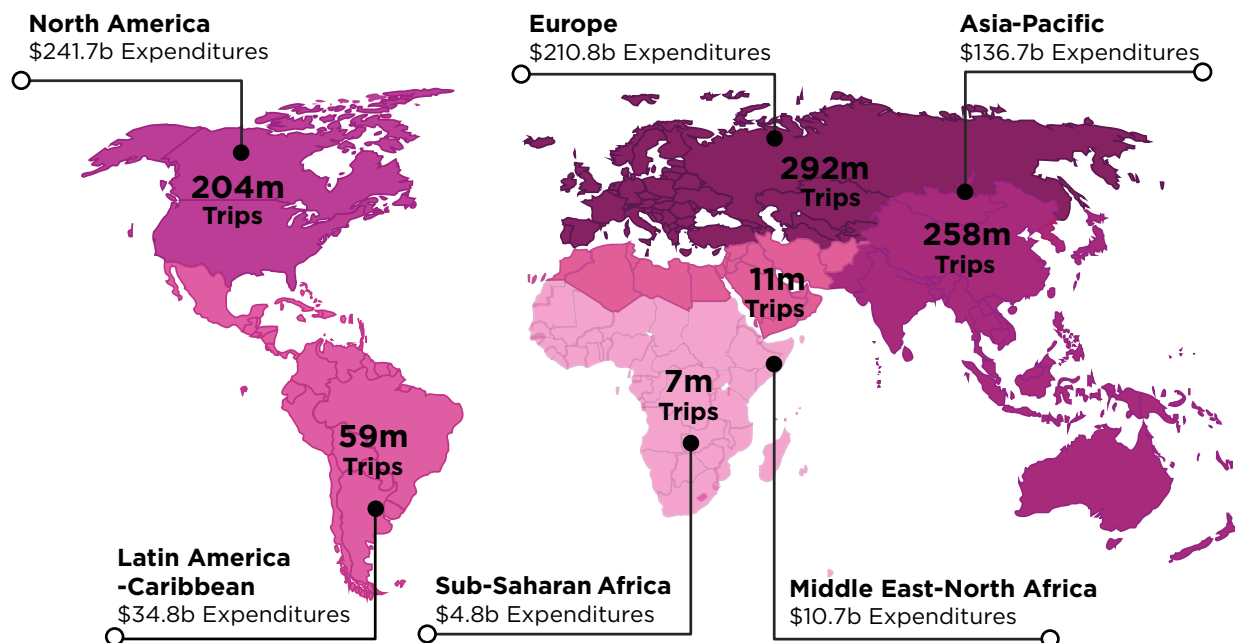 North America
$241.7b Expenditures
Europe
$210.8b Expenditures
Asia-Pacific
$136.7b Expenditures
204m
Trips
292m
Trips
258m
Trips
11m
Trips
7m
Trips
59m
Trips
Latin America
-Caribbean
$34.8b Expenditures
Sub-Saharan Africa
$4.8b Expenditures
Middle East-North Africa
$10.7b Expenditures